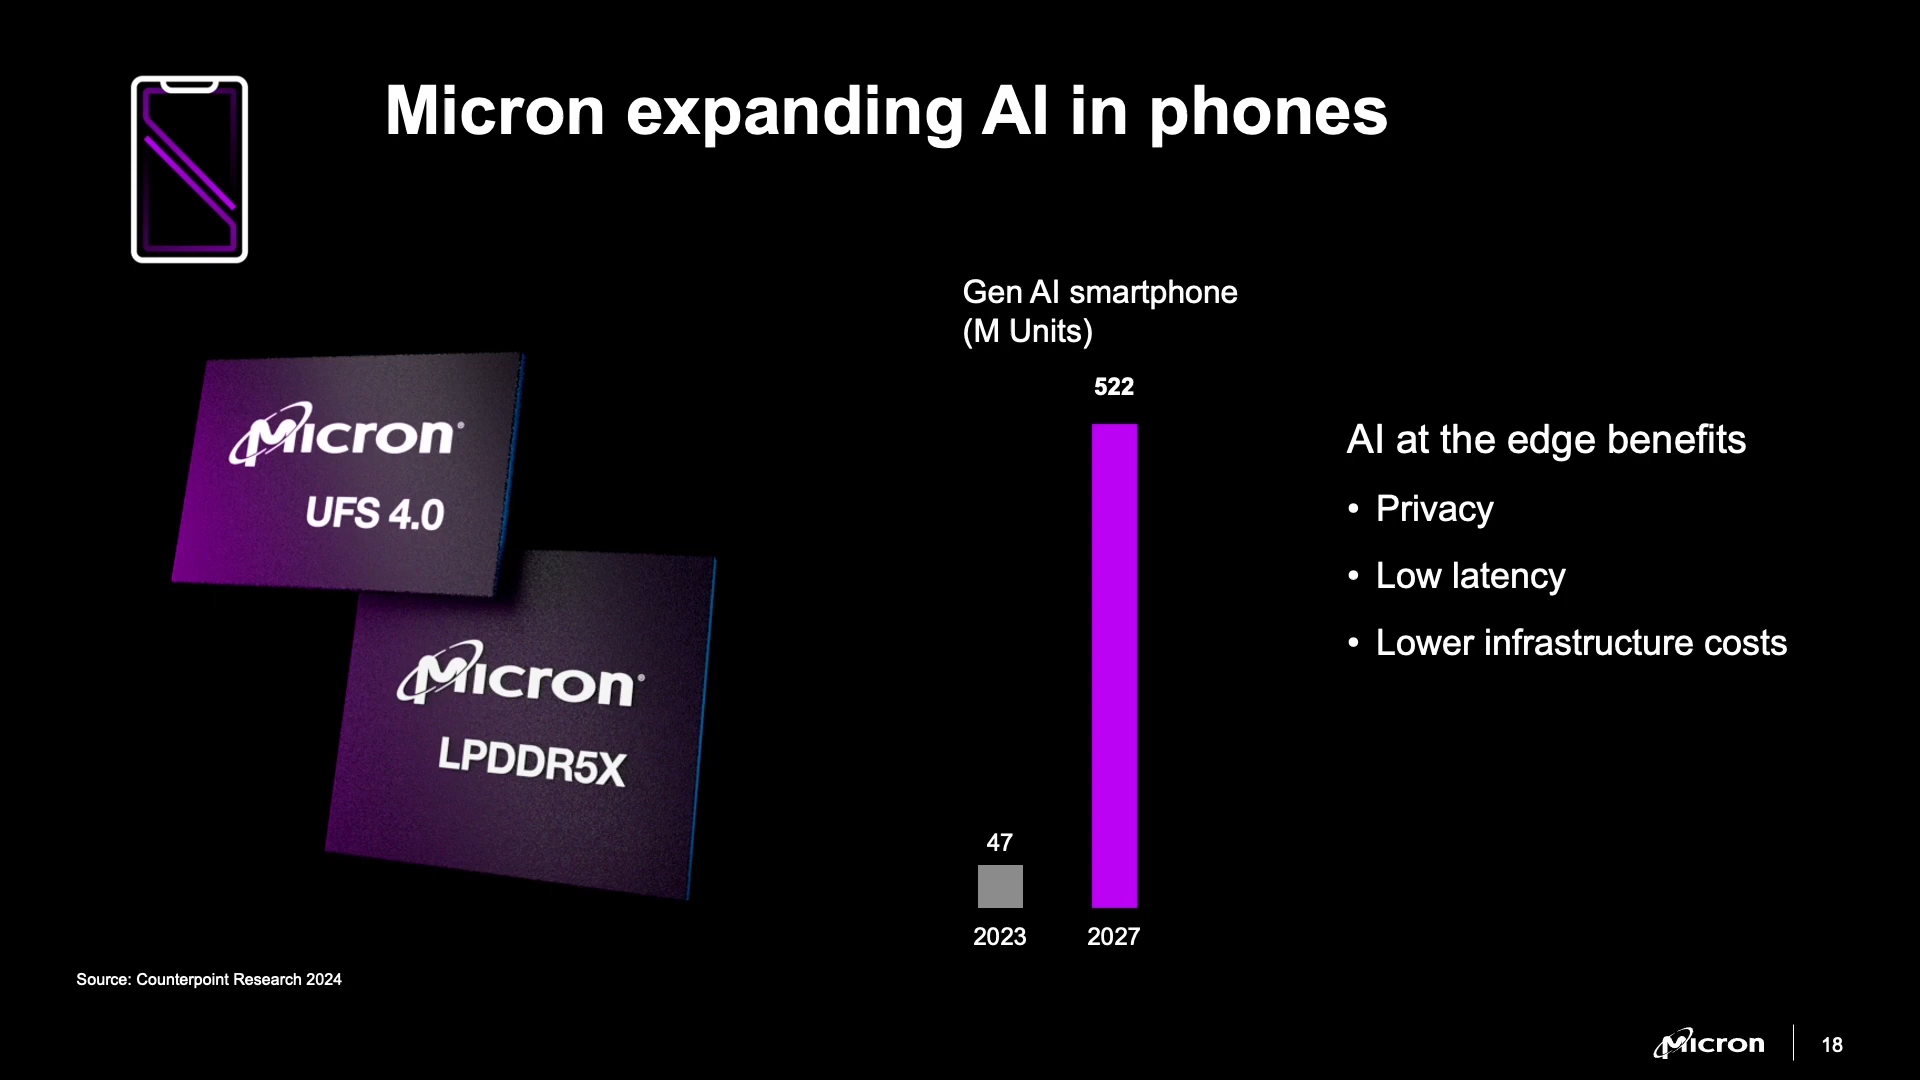 Micron expanding AI in phones
Micron®
UFS 4.0
Micron®
LPDDR5X
Gen AI smartphone
(M Units)
522
47
2023
2027
AI at the edge benefits
• Privacy
• Low latency
• Lower infrastructure costs
Source: Counterpoint Research 2024
Micron
18